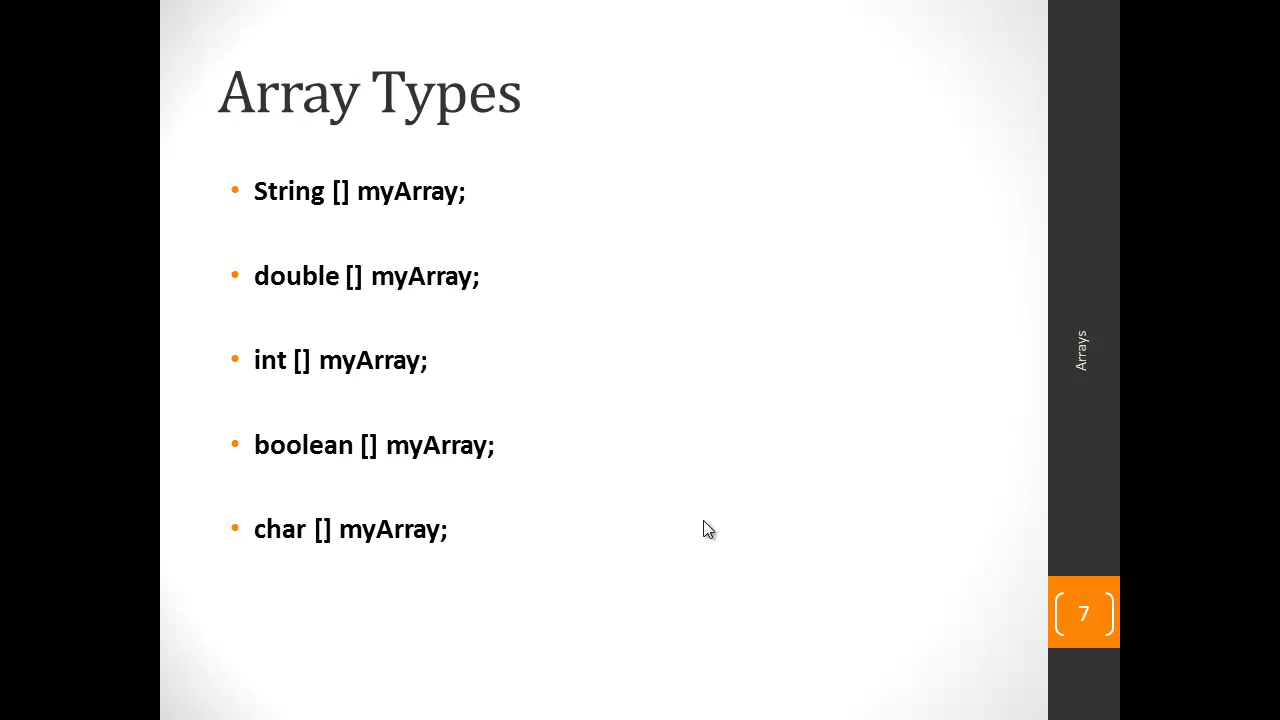 Array Types
• String [] myArray;
• double [] myArray;
• int [] myArray;
• boolean [] myArray;
• char [] myArray;
Arrays
7